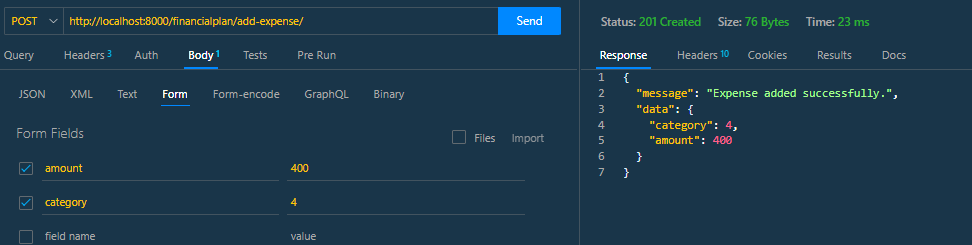 POST http://localhost:8000/financialplan/add-expense/ Send
Query Headers 3 Auth Body 1 Tests Pre Run
JSON XML Text Form Form-encode GraphQL Binary
Form Fields Files Import
amount 400
category 4
field name value
Status: 201 Created Size: 76 Bytes Time: 23 ms
Response Headers 10 Cookies Results Docs
1 {
2 "message": "Expense added successfully.",
3 "data": {
4 "category": 4,
5 "amount": 400
6 }
7 }